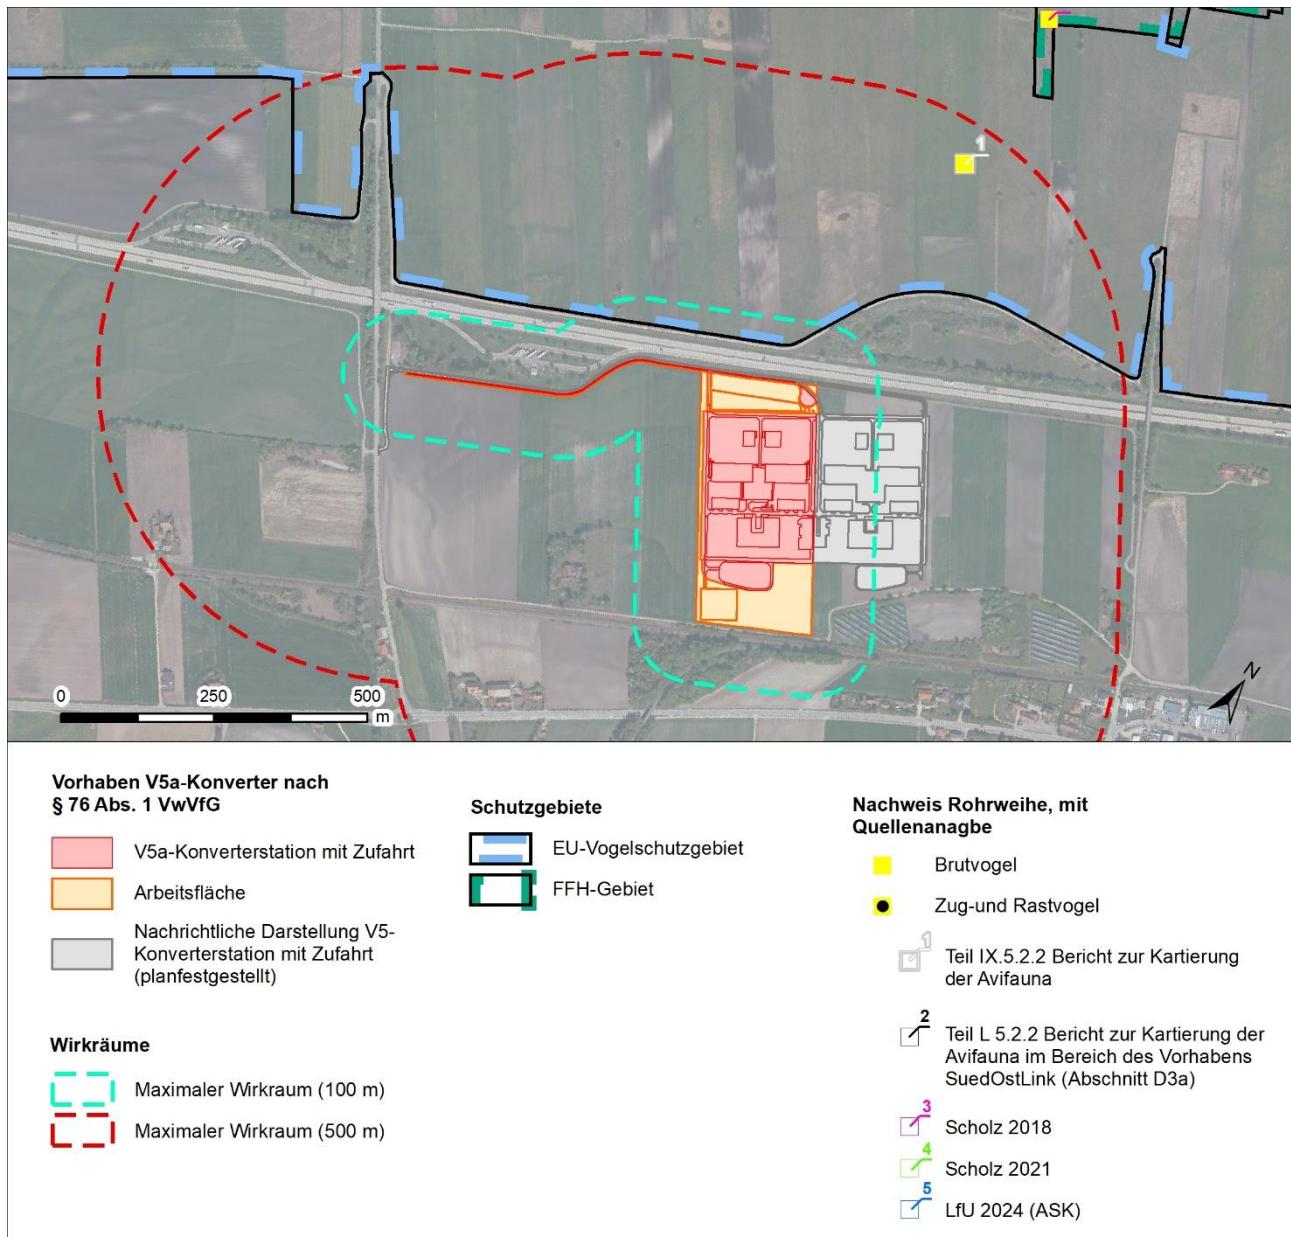 1
0
250
500
m
N
Vorhaben V5a-Konverter nach
§ 76 Abs. 1 VwVfG
V5a-Konverterstation mit Zufahrt
Arbeitsfläche
Nachrichtliche Darstellung V5-
Konverterstation mit Zufahrt
(planfestgestellt)
Wirkräume
Maximaler Wirkraum (100 m)
Maximaler Wirkraum (500 m)
Schutzgebiete
EU-Vogelschutzgebiet
FFH-Gebiet
Nachweis Rohrweihe, mit
Quellenanagbe
Brutvogel
Zug-und Rastvogel
1
Teil IX.5.2.2 Bericht zur Kartierung
der Avifauna
2
Teil L 5.2.2 Bericht zur Kartierung der
Avifauna im Bereich des Vorhabens
SuedOstLink (Abschnitt D3a)
3
Scholz 2018
4
Scholz 2021
5
LfU 2024 (ASK)